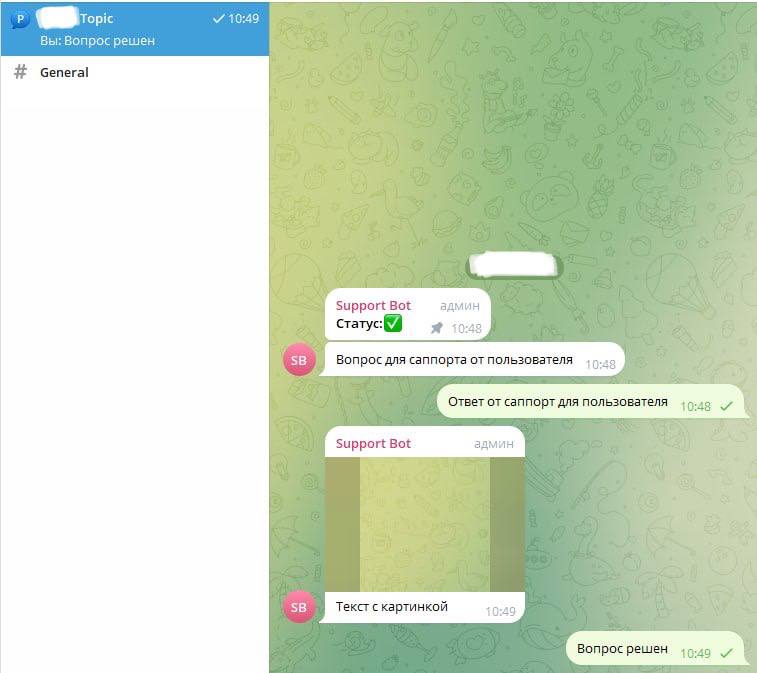 P
Topic
10:49
Вы: Вопрос решен
# General
Support Bot админ
Статус:✅
10:48
SB
Вопрос для саппорта от пользователя 10:48
Ответ от саппорт для пользователя 10:48
Support Bot админ
SB
Текст с картинкой 10:49
Вопрос решен 10:49